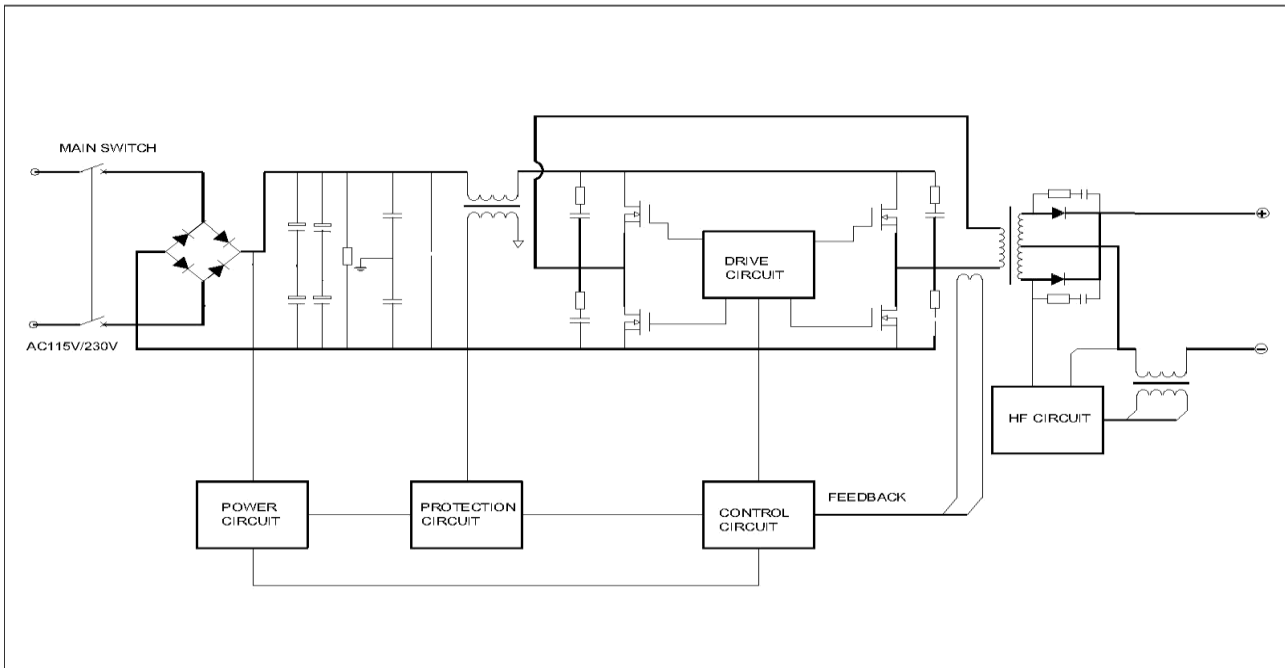 MAIN SWITCH
AC115V/230V
DRIVE
CIRCUIT
HF CIRCUIT
POWER
CIRCUIT
PROTECTION
CIRCUIT
CONTROL
CIRCUIT
FEEDBACK
+
−